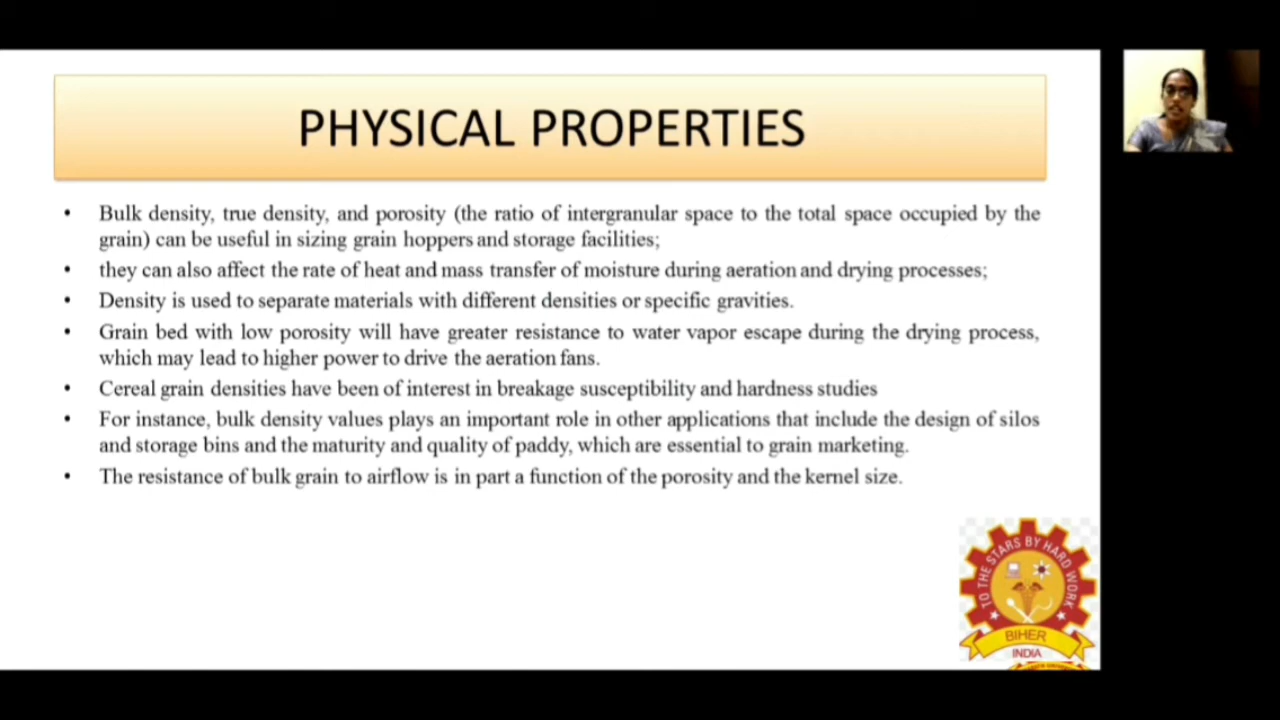 PHYSICAL PROPERTIES
• Bulk density, true density, and porosity (the ratio of intergranular space to the total space occupied by the
grain) can be useful in sizing grain hoppers and storage facilities;
• they can also affect the rate of heat and mass transfer of moisture during aeration and drying processes;
• Density is used to separate materials with different densities or specific gravities.
• Grain bed with low porosity will have greater resistance to water vapor escape during the drying process,
which may lead to higher power to drive the aeration fans.
• Cereal grain densities have been of interest in breakage susceptibility and hardness studies
• For instance, bulk density values plays an important role in other applications that include the design of silos
and storage bins and the maturity and quality of paddy, which are essential to grain marketing.
• The resistance of bulk grain to airflow is in part a function of the porosity and the kernel size.
TO THE STARS BY HARD WORK
BIHER
INDIA